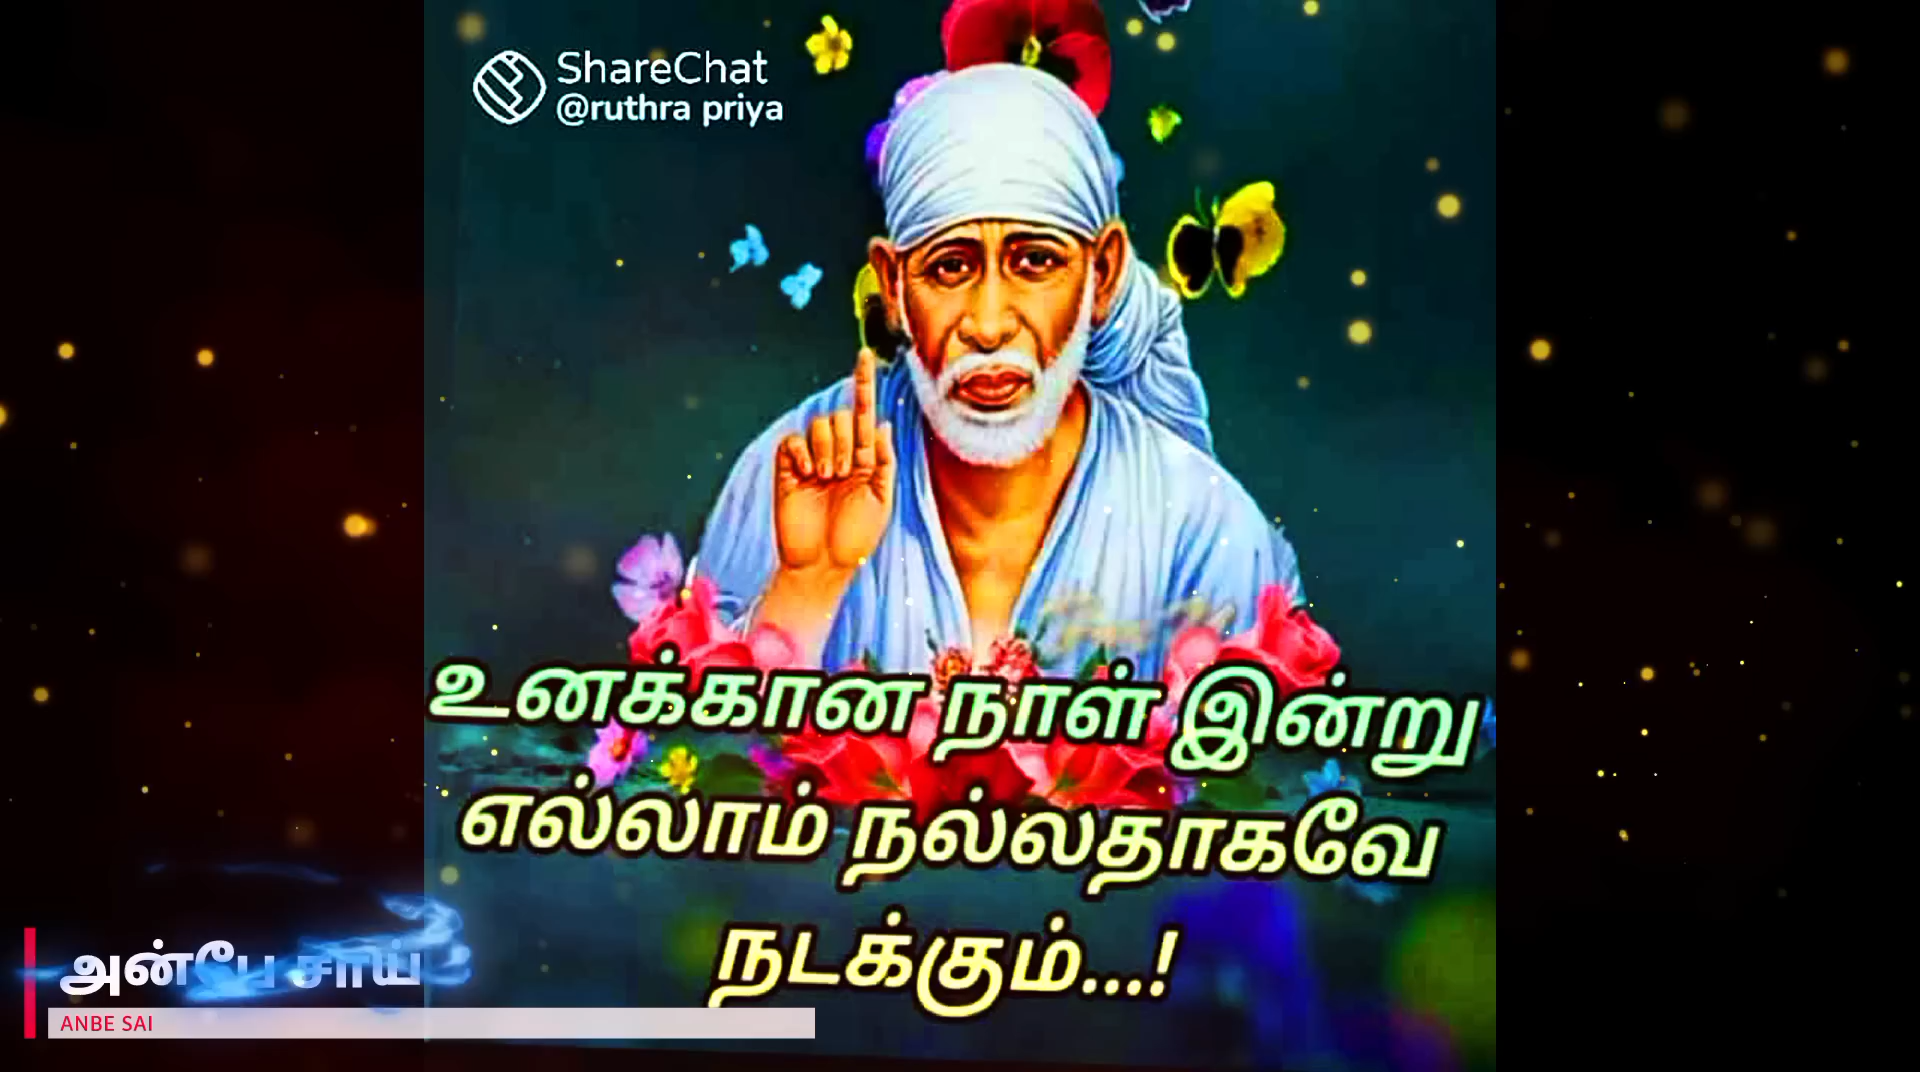 ShareChat
@ruthra priya
உனக்கான நாள் இன்று
எல்லாம் நல்லதாகவே
நடக்கும்...!
அன்பே சாய்
ANBE SAI